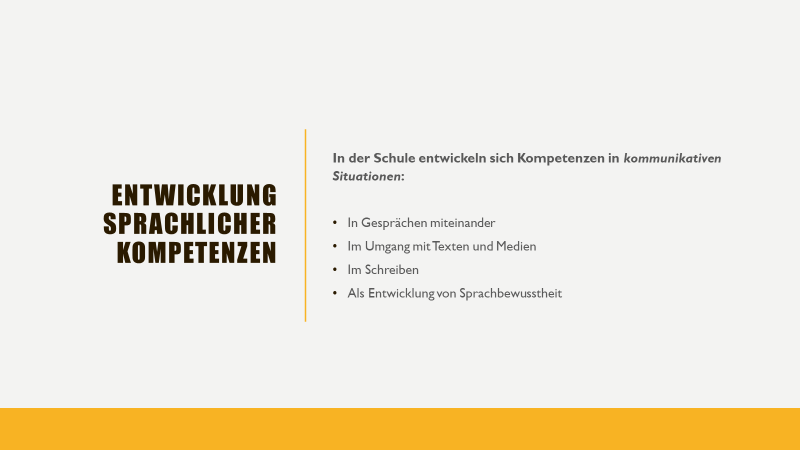 ENTWICKLUNG
SPRACHLICHER
KOMPETENZEN
In der Schule entwickeln sich Kompetenzen in kommunikativen
Situationen:
• In Gesprächen miteinander
• Im Umgang mit Texten und Medien
• Im Schreiben
• Als Entwicklung von Sprachbewusstheit